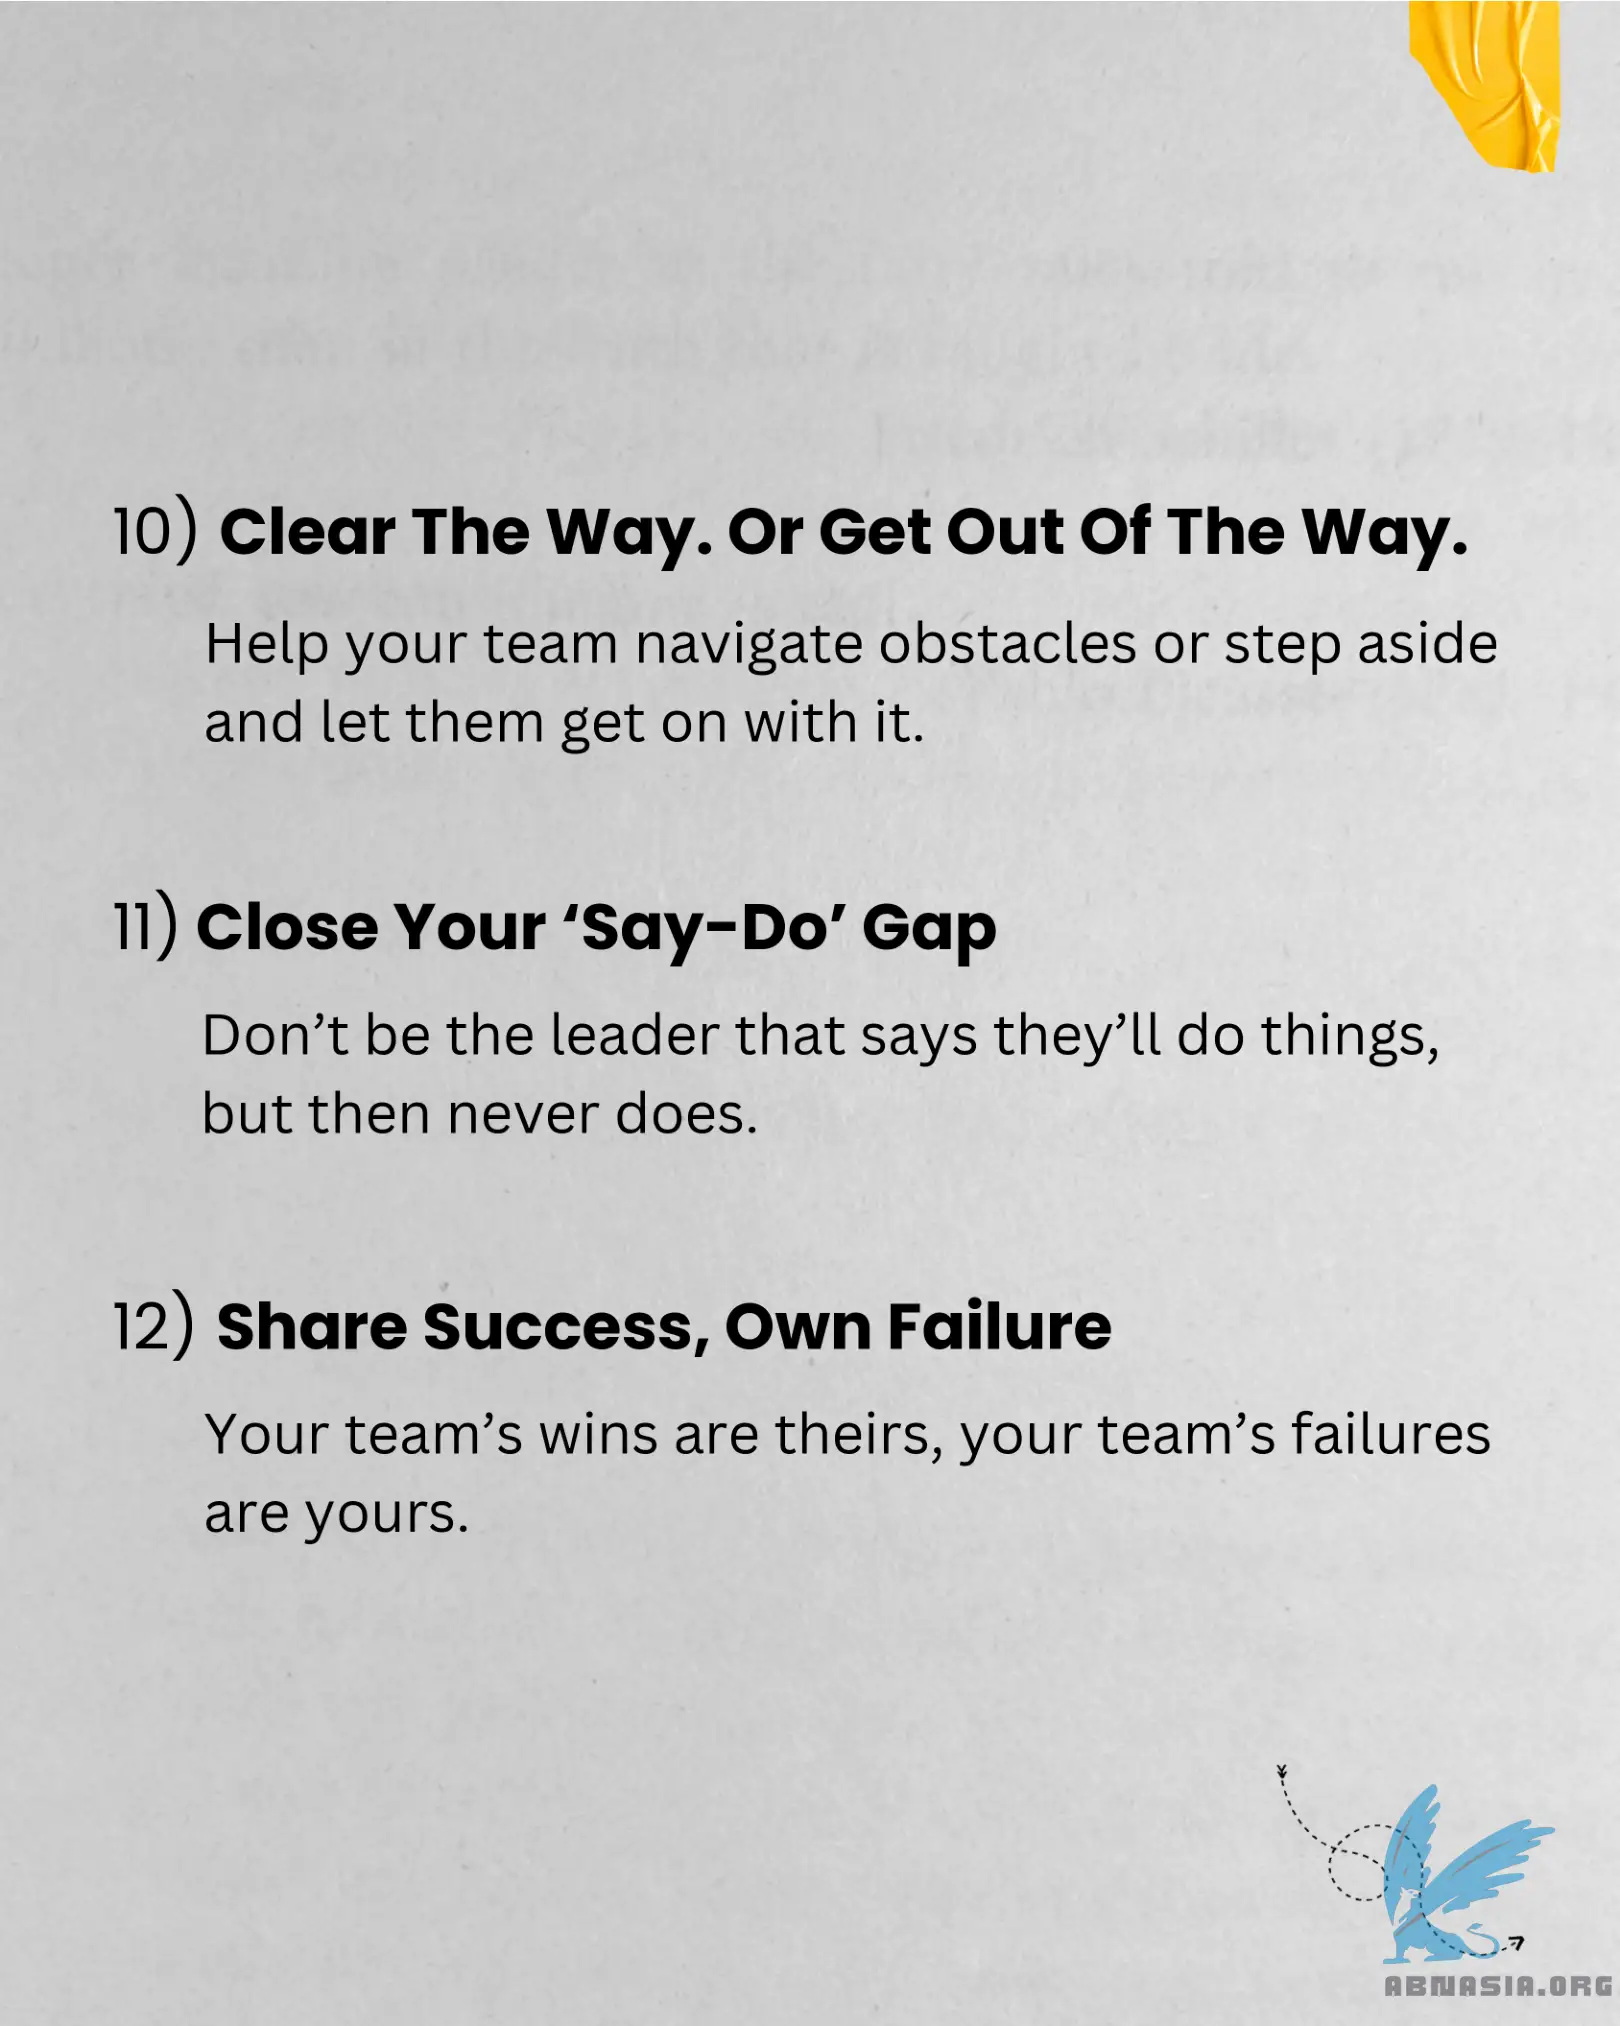 10) Clear The Way. Or Get Out Of The Way.
Help your team navigate obstacles or step aside
and let them get on with it.
11) Close Your ‘Say-Do’ Gap
Don’t be the leader that says they’ll do things,
but then never does.
12) Share Success, Own Failure
Your team’s wins are theirs, your team’s failures
are yours.
ABNASIA.ORG